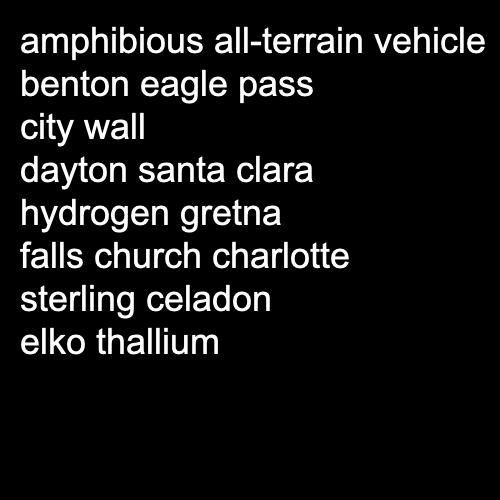 amphibious all-terrain vehicle
benton eagle pass
city wall
dayton santa clara
hydrogen gretna
falls church charlotte
sterling celadon
elko thallium